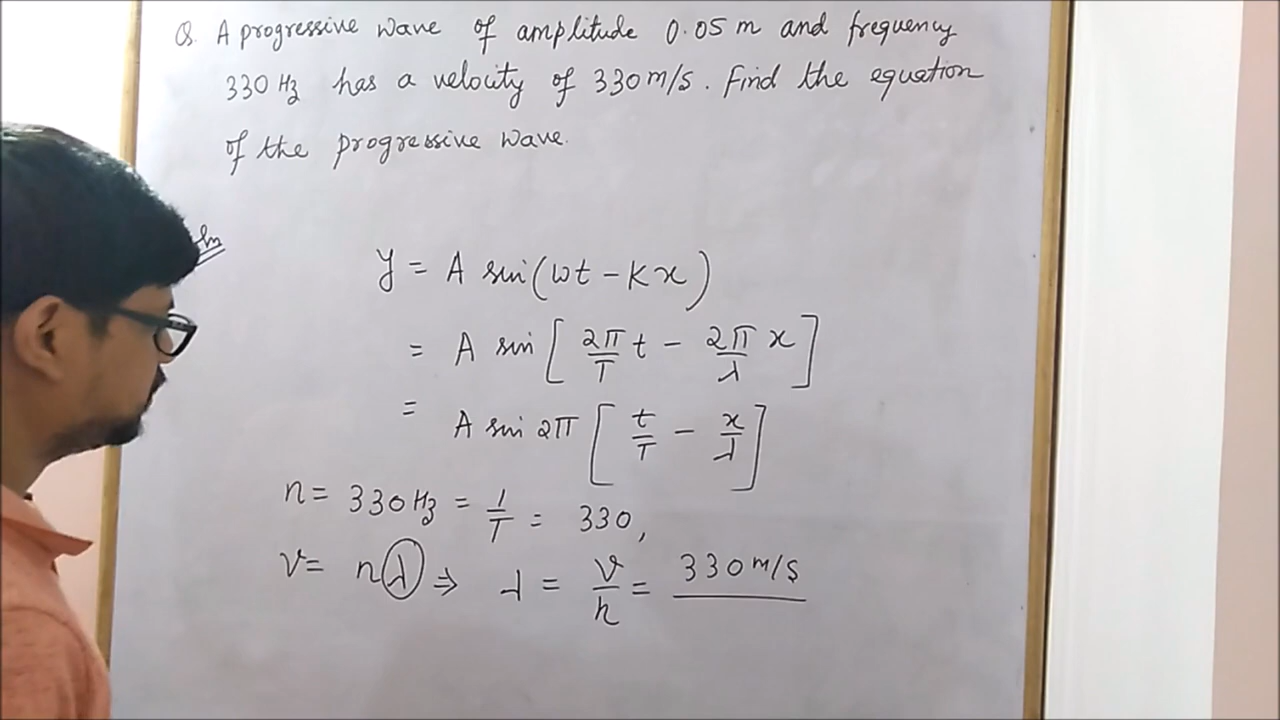 Q. A progressive wave of amplitude 0.05 m and frequency
330 Hz has a velocity of 330 m/s. Find the equation
of the progressive wave.
Soln
y = A sin(ωt - Kx)
= A sin[2π/T t - 2π/λ x]
= A sin 2π [t/T - x/λ]
n = 330 Hz = 1/T = 330,
v = nλ ⇒ λ = v/n = 330 m/s